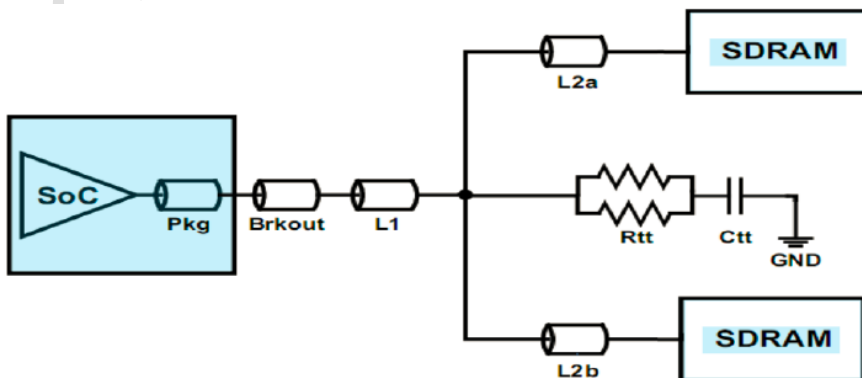 SDRAM
L2a
SoC
Pkg
Brkout
L1
Rtt
Ctt
GND
SDRAM
L2b